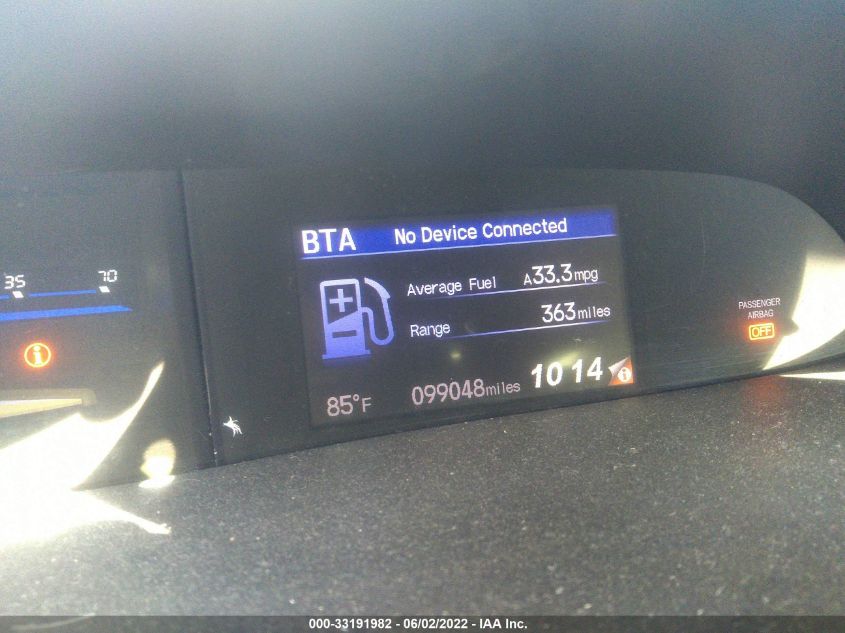 BTA No Device Connected
35 70
Average Fuel A33.3mpg
Range 363miles
PASSENGER
AIRBAG
OFF
85°F 099048miles 10 14
000-33191982 - 06/02/2022 - IAA Inc.